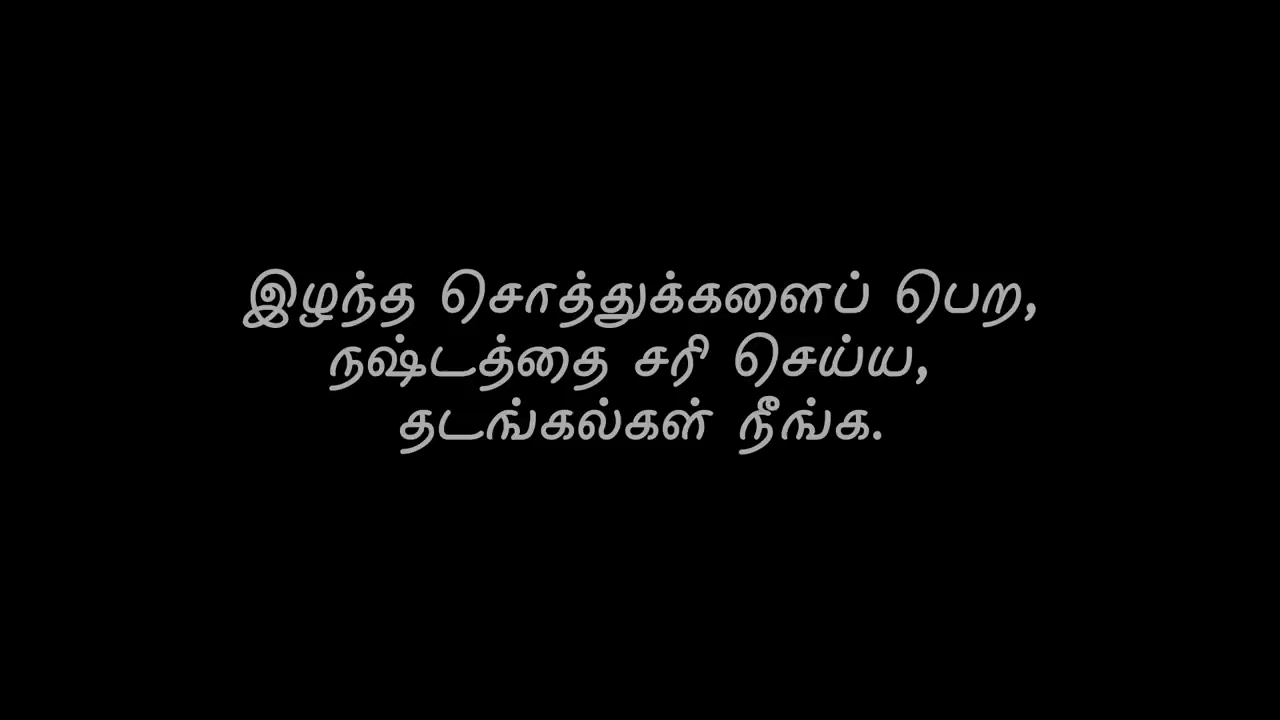 இழந்த சொத்துக்களைப் பெற,
நஷ்டத்தை சரி செய்ய,
தடங்கல்கள் நீங்க.